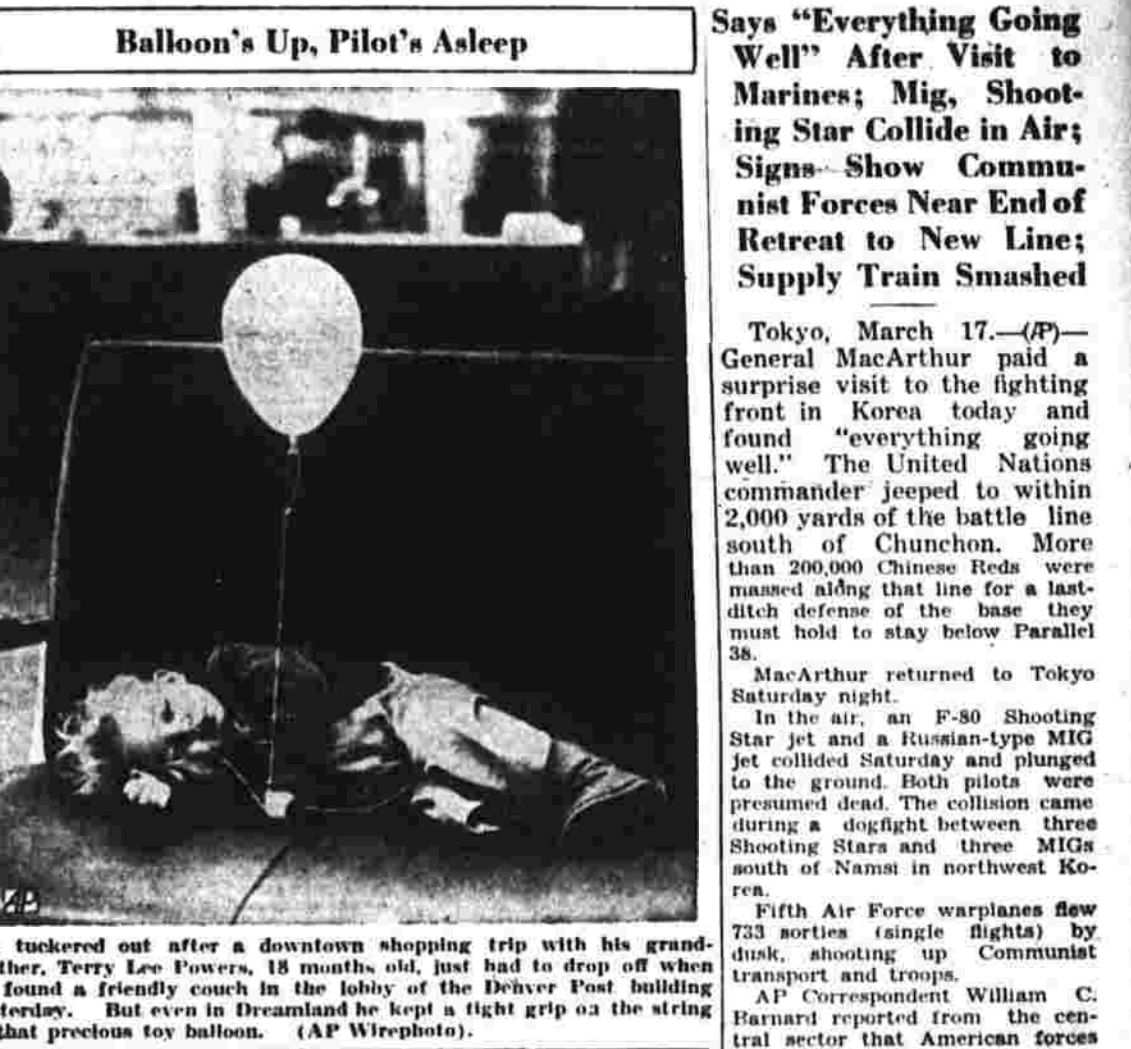 Balloon's Up, Pilot's Asleep
AP
tuckered out after a downtown shopping trip with his grand-
ther, Terry Lee Powers, 18 months old, just had to drop off when
found a friendly couch in the lobby of the Denver Post building
terday. But even in Dreamland he kept a tight grip on the string
that precious toy balloon. (AP Wirephoto).
Says "Everything Going
Well" After Visit to
Marines; Mig, Shoot-
ing Star Collide in Air;
Signs Show Commu-
nist Forces Near End of
Retreat to New Line;
Supply Train Smashed
Tokyo, March 17.—(AP)—
General MacArthur paid a
surprise visit to the fighting
front in Korea today and
found "everything going
well." The United Nations
commander jeeped to within
2,000 yards of the battle line
south of Chunchon. More
than 200,000 Chinese Reds were
massed along that line for a last-
ditch defense of the base they
must hold to stay below Parallel
38.
MacArthur returned to Tokyo
Saturday night.
In the air, an F-80 Shooting
Star jet and a Russian-type MIG
jet collided Saturday and plunged
to the ground. Both pilots were
presumed dead. The collision came
during a dogfight between three
Shooting Stars and three MIGs
south of Namsi in northwest Ko-
rea.
Fifth Air Force warplanes flew
733 sorties (single flights) by
dusk, shooting up Communist
transport and troops.
AP Correspondent William C.
Barnard reported from the cen-
tral sector that American forces